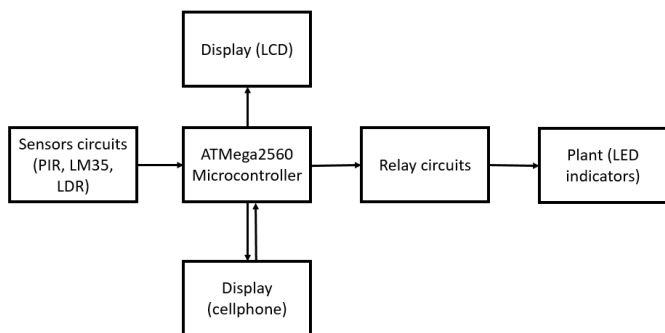 Display (LCD)
Sensors circuits
(PIR, LM35,
LDR)
ATMega2560
Microcontroller
Relay circuits
Plant (LED
indicators)
Display
(cellphone)